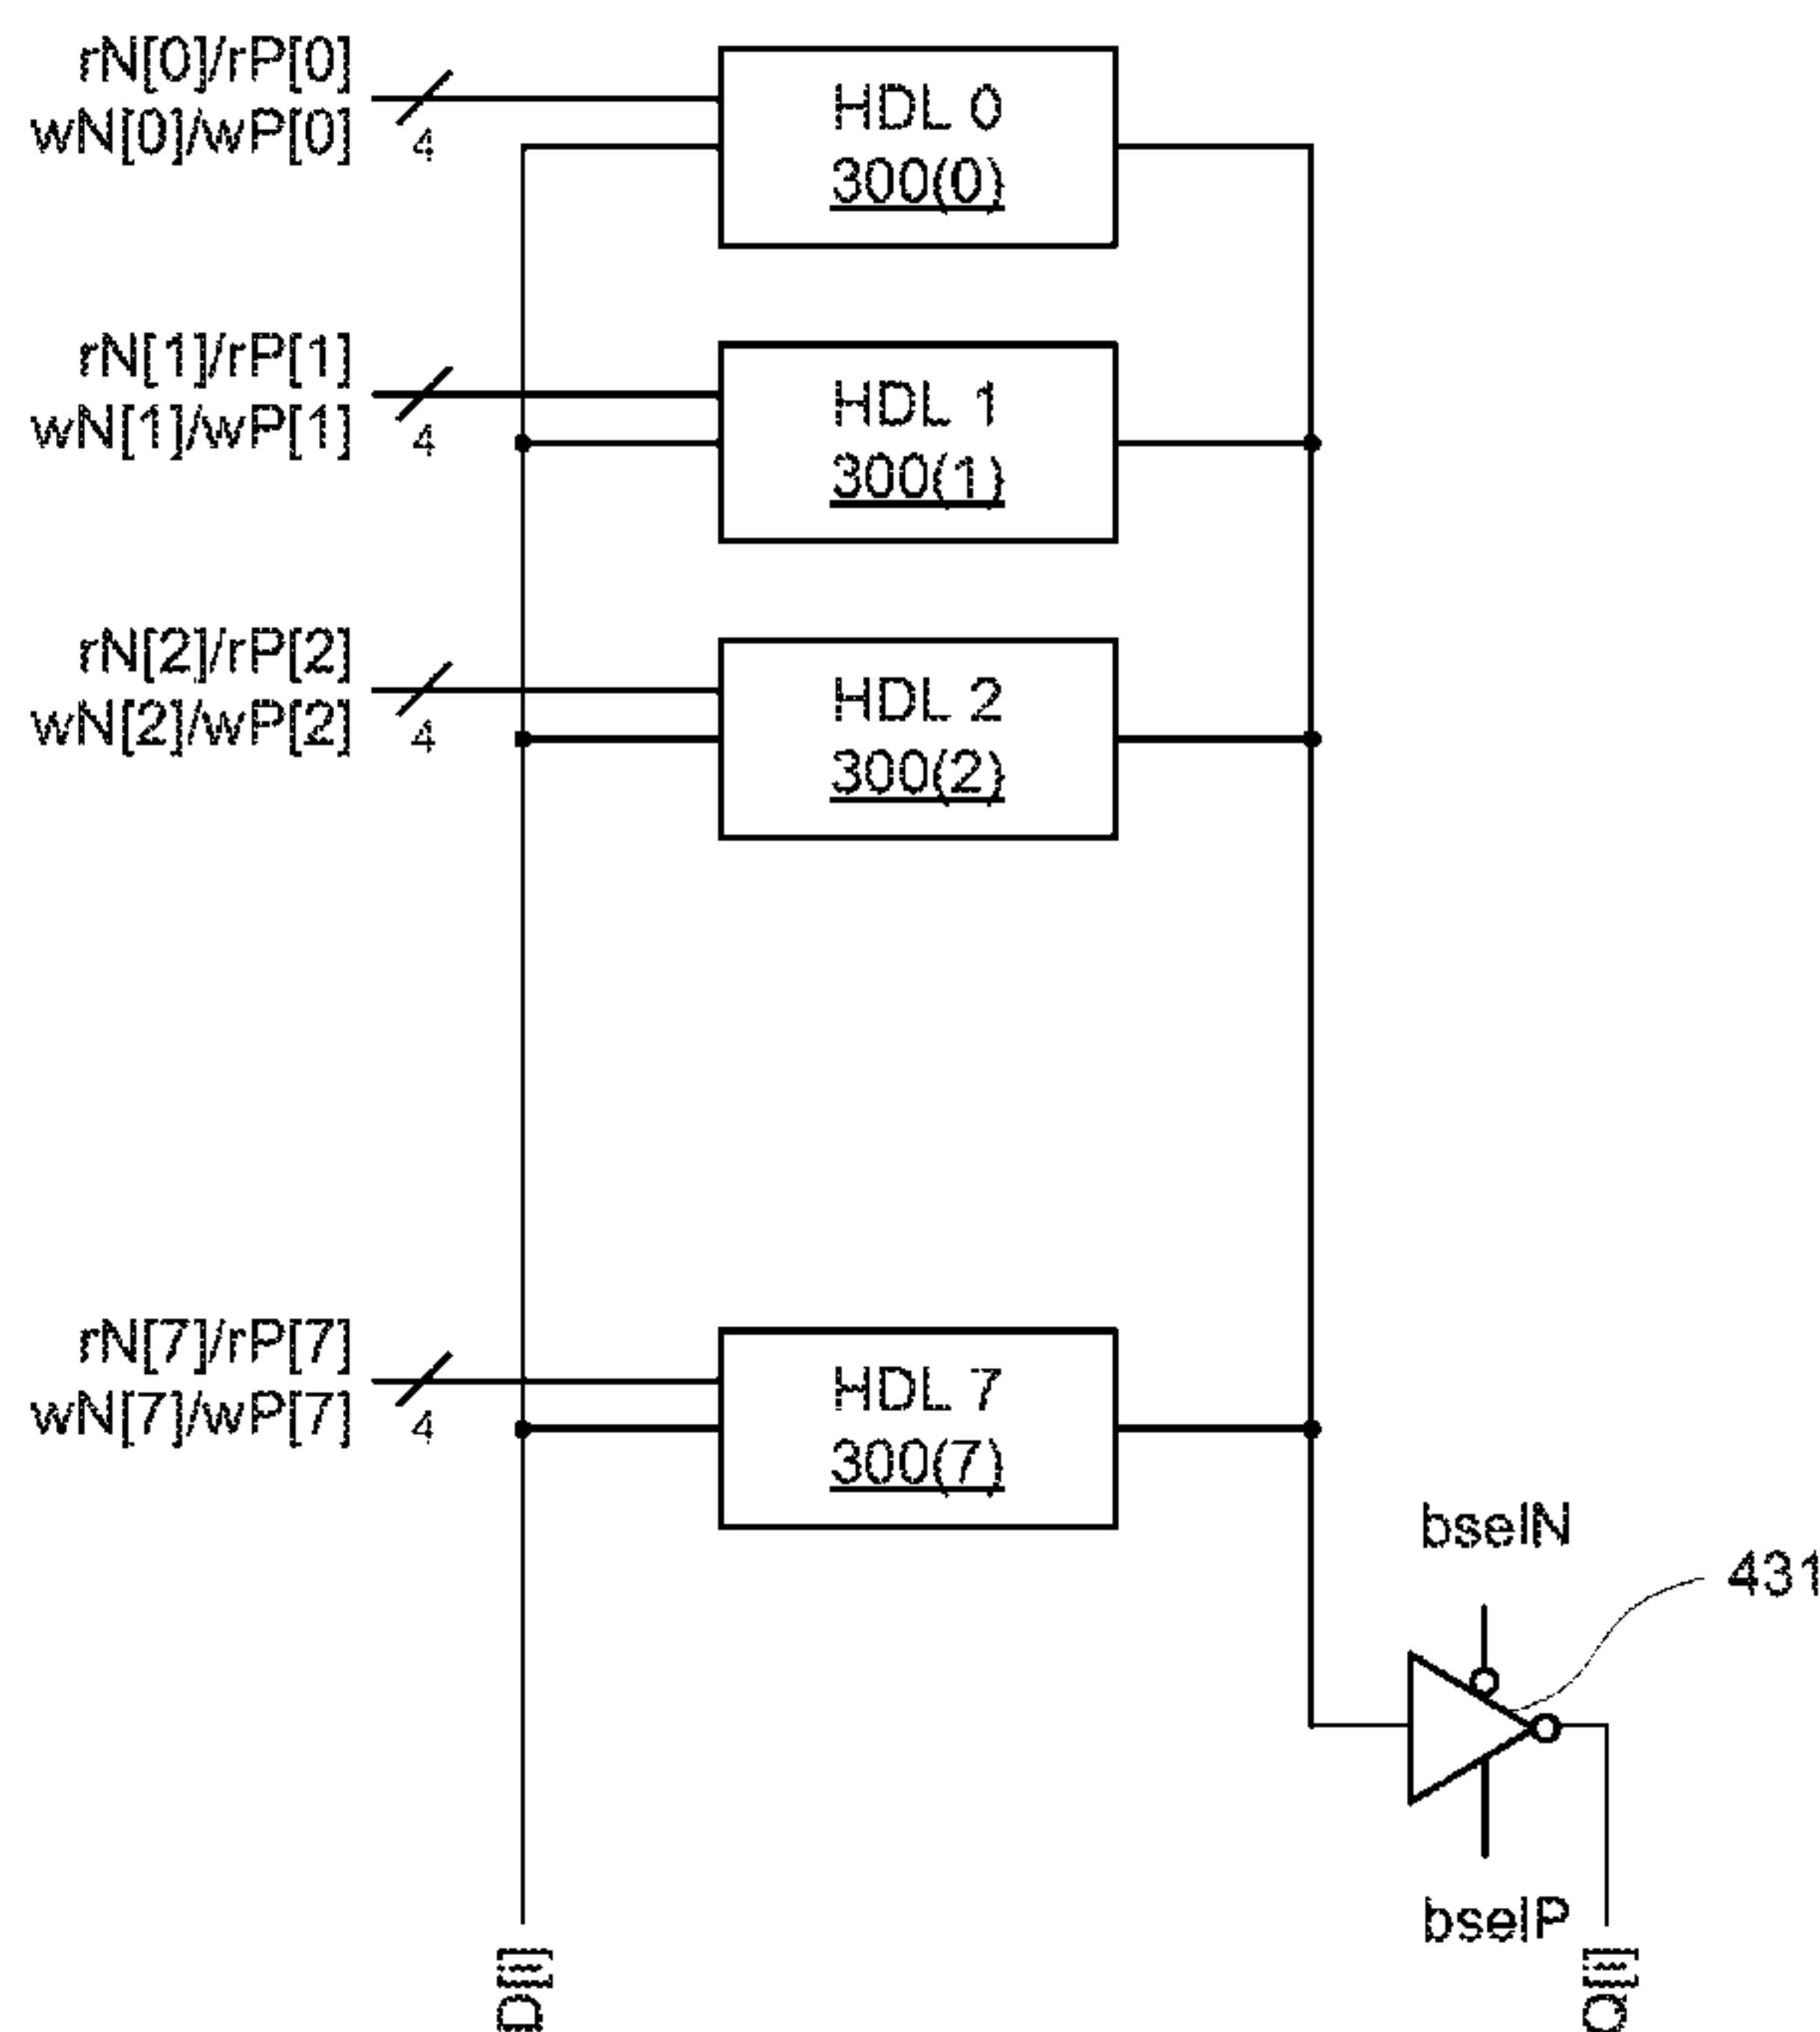 rN[0]/rP[0]
wN[0]/wP[0]
4
HDL 0
300(0)
rN[1]/rP[1]
wN[1]/wP[1]
4
HDL 1
300(1)
rN[2]/rP[2]
wN[2]/wP[2]
4
HDL 2
300(2)
rN[7]/rP[7]
wN[7]/wP[7]
4
HDL 7
300(7)
bselN
431
bselP
D[i]
Q[i]